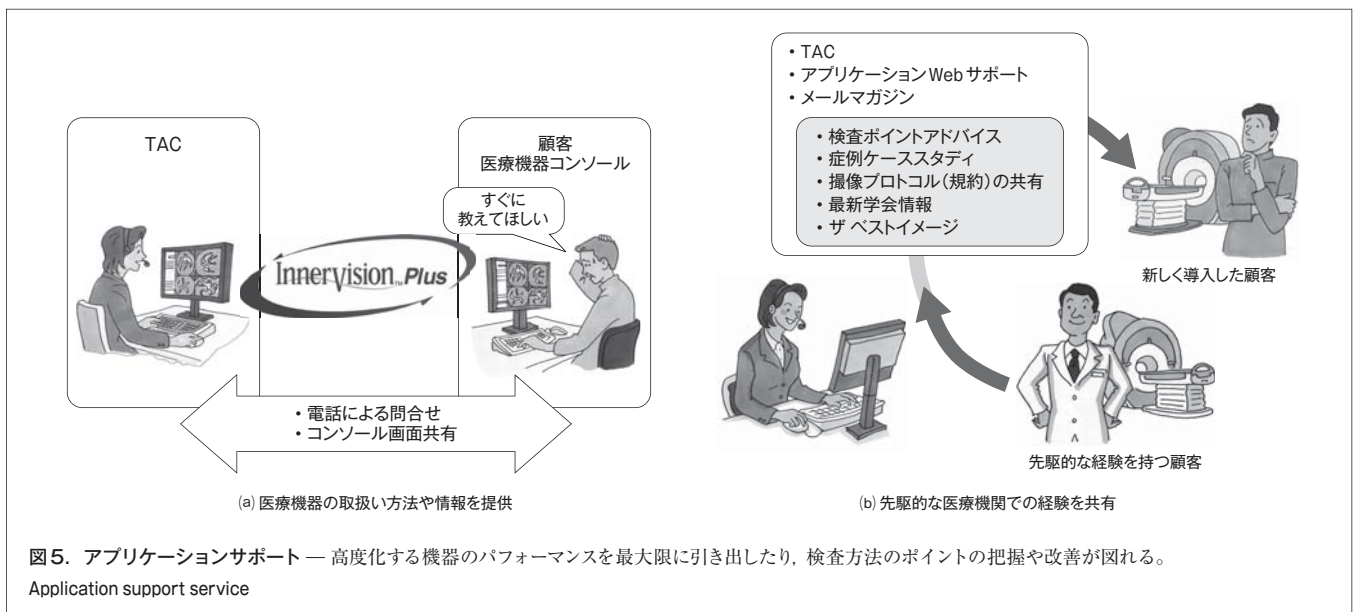 TAC
顧客
医療機器コンソール
すぐに
教えてほしい
Innervision™ Plus
・電話による問合せ
・コンソール画面共有
(a) 医療機器の取扱い方法や情報を提供
・TAC
・アプリケーションWebサポート
・メールマガジン
・検査ポイントアドバイス
・症例ケーススタディ
・撮像プロトコル(規約)の共有
・最新学会情報
・ザ ベストイメージ
新しく導入した顧客
先駆的な経験を持つ顧客
(b) 先駆的な医療機関での経験を共有
図5. アプリケーションサポート — 高度化する機器のパフォーマンスを最大限に引き出したり，検査方法のポイントの把握や改善が図れる。
Application support service